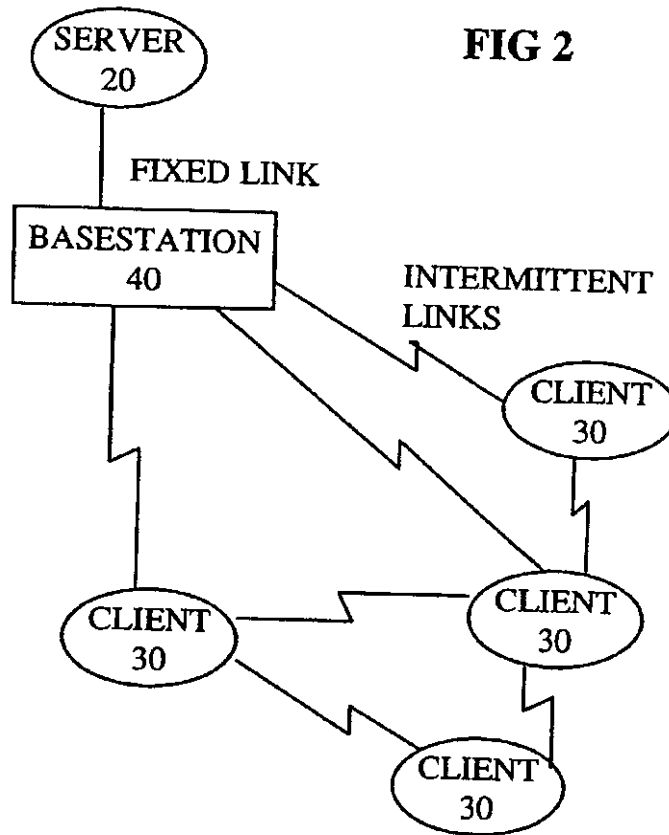 SERVER
20
FIG 2
FIXED LINK
BASESTATION
40
INTERMITTENT
LINKS
CLIENT
30
CLIENT
30
CLIENT
30
CLIENT
30